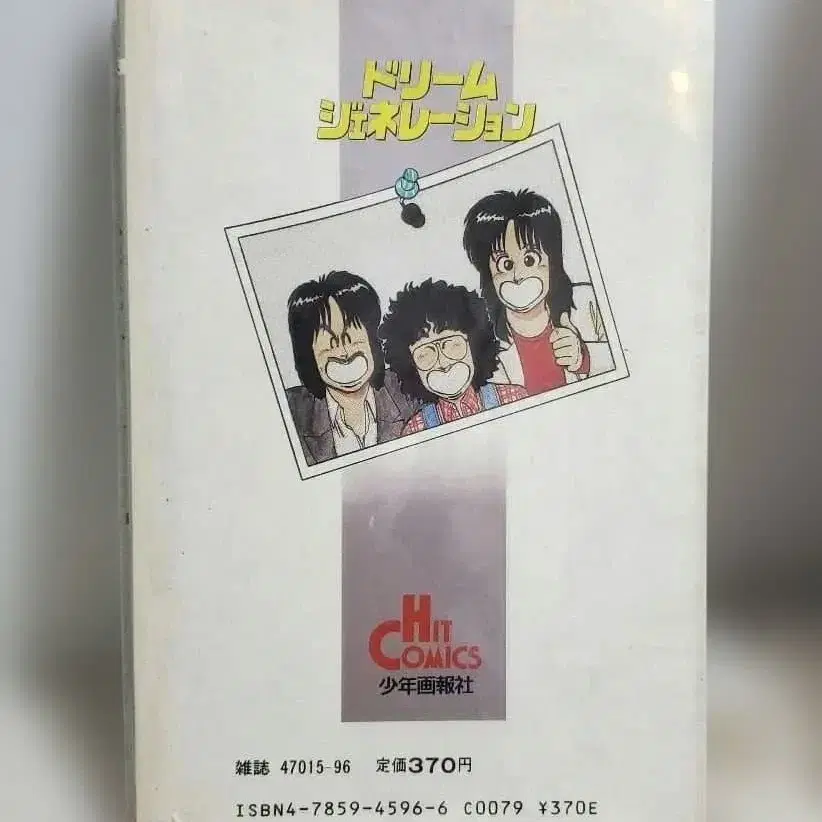 ドリーム
ジェネレーション
HIT
COMICS
少年画報社
雑誌 47015-96 定価370円
ISBN4-7859-4596-6 C0079 ¥370E